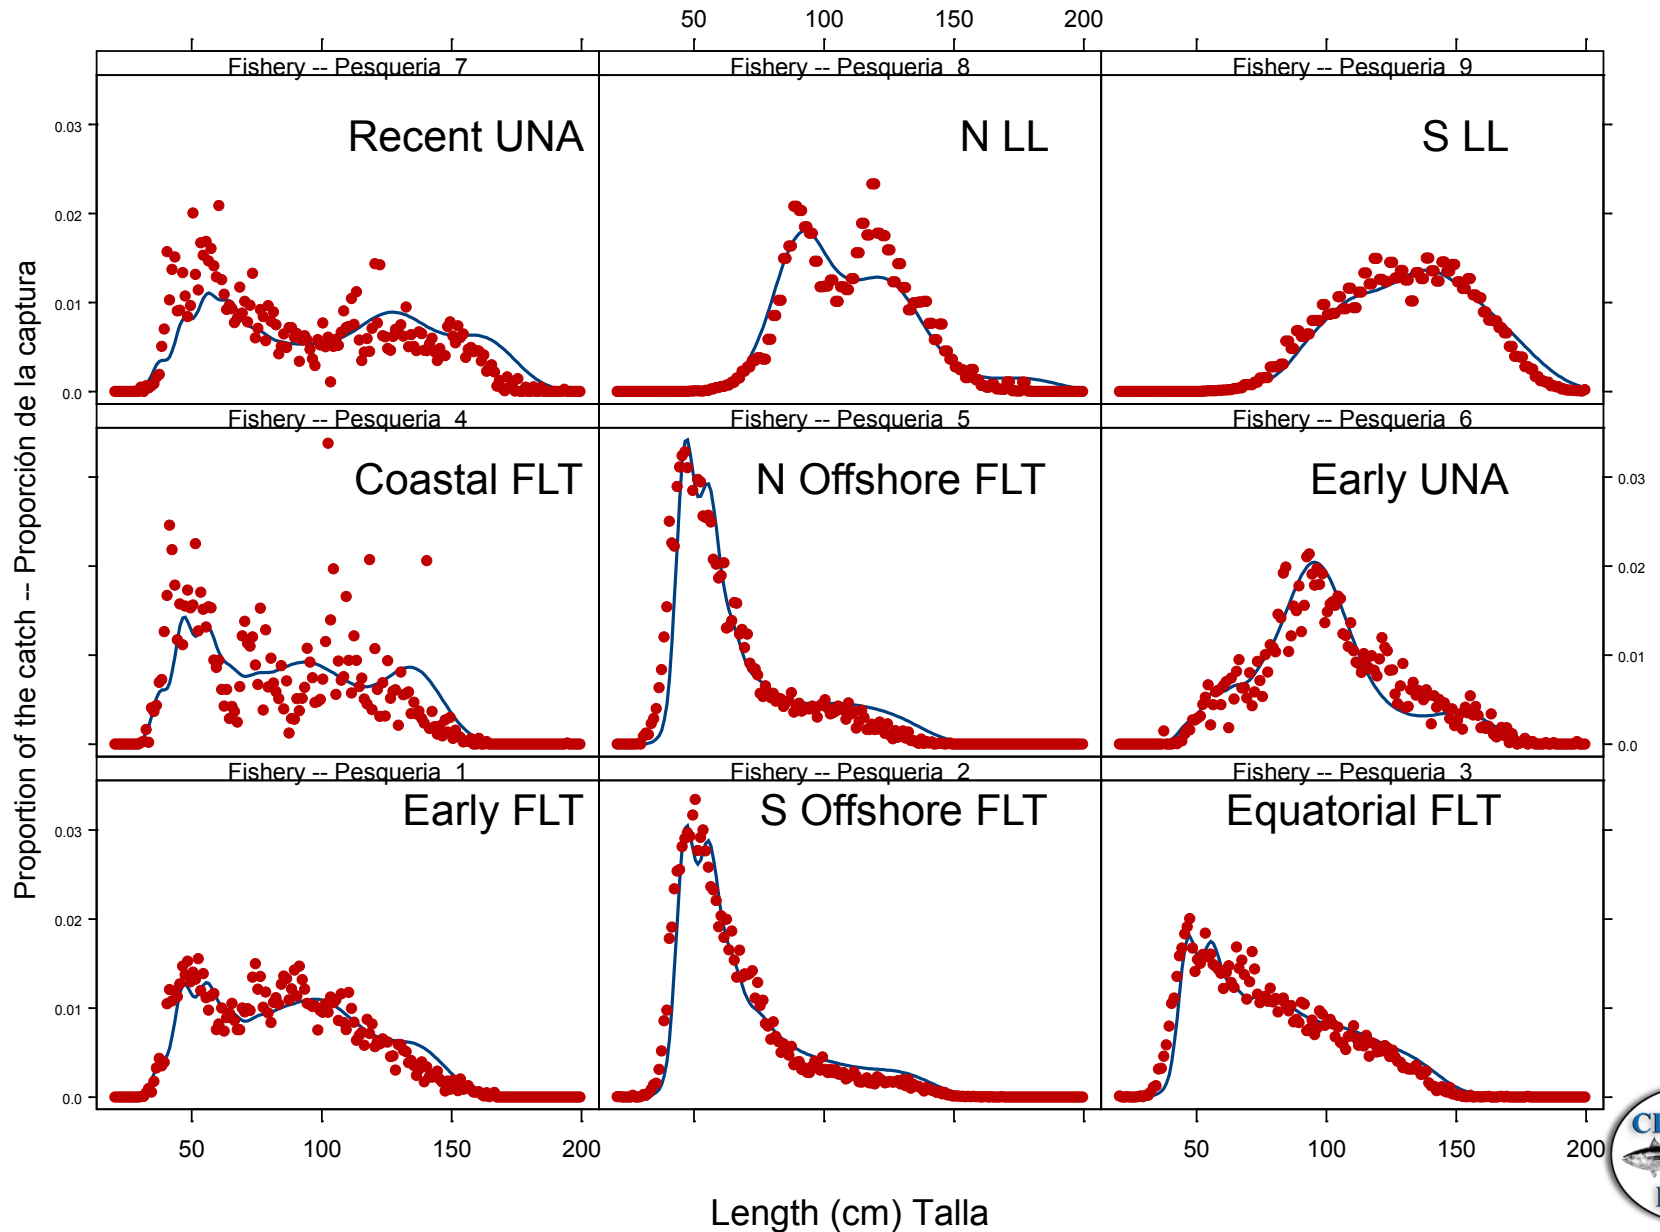 50 100 150 200
Fishery -- Pesqueria 7 Fishery -- Pesqueria 8 Fishery -- Pesqueria 9
Recent UNA N LL S LL
0.03
0.02
0.01
0.0
Fishery -- Pesqueria 4 Fishery -- Pesqueria 5 Fishery -- Pesqueria 6
Coastal FLT N Offshore FLT Early UNA
0.03
0.02
0.01
0.0
Fishery -- Pesqueria 1 Fishery -- Pesqueria 2 Fishery -- Pesqueria 3
Early FLT S Offshore FLT Equatorial FLT
0.03
0.02
0.01
0.0
50 100 150 200 50 100 150 200
Proportion of the catch -- Proporción de la captura
Length (cm) Talla